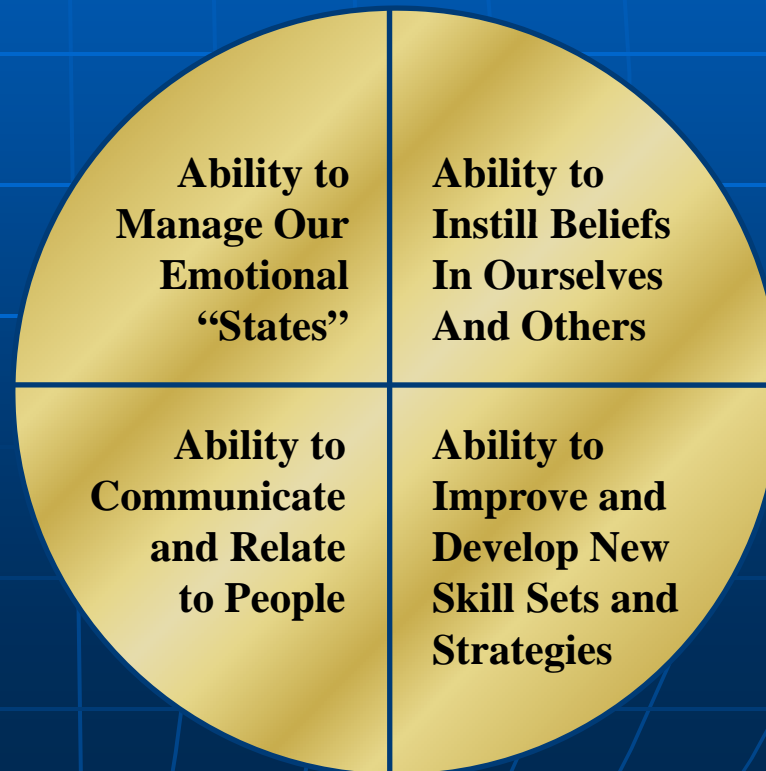 Ability to
Manage Our
Emotional
“States”
Ability to
Instill Beliefs
In Ourselves
And Others
Ability to
Communicate
and Relate
to People
Ability to
Improve and
Develop New
Skill Sets and
Strategies